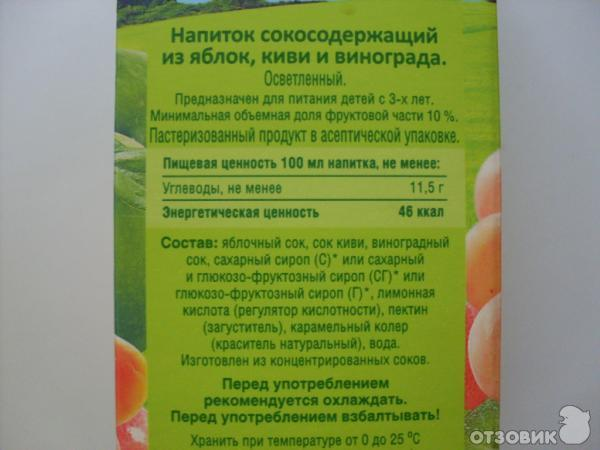 Напиток сокосодержащий
из яблок, киви и винограда.
Осветленный.
Предназначен для питания детей с 3-х лет.
Минимальная объемная доля фруктовой части 10 %.
Пастеризованный продукт в асептической упаковке.
Пищевая ценность 100 мл напитка, не менее:
Углеводы, не менее 11,5 г
Энергетическая ценность 46 ккал
Состав: яблочный сок, сок киви, виноградный
сок, сахарный сироп (С)* или сахарный
и глюкозо-фруктозный сироп (СГ)* или
глюкозо-фруктозный сироп (Г)*, лимонная
кислота (регулятор кислотности), пектин
(загуститель), карамельный колер
(краситель натуральный), вода.
Изготовлен из концентрированных соков.
Перед употреблением
рекомендуется охлаждать.
Перед употреблением взбалтывать!
Хранить при температуре от 0 до 25 °С
ОТЗОВИК